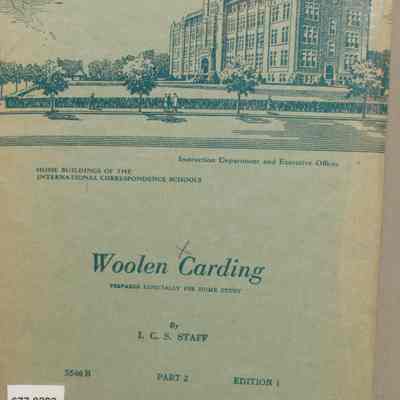 Instruction Department and Executive Offices
HOME BUILDINGS OF THE
INTERNATIONAL CORRESPONDENCE SCHOOLS
Woolen Carding
PREPARED ESPECIALLY FOR HOME STUDY
By
I. C. S. STAFF
5546 B PART 2 EDITION 1